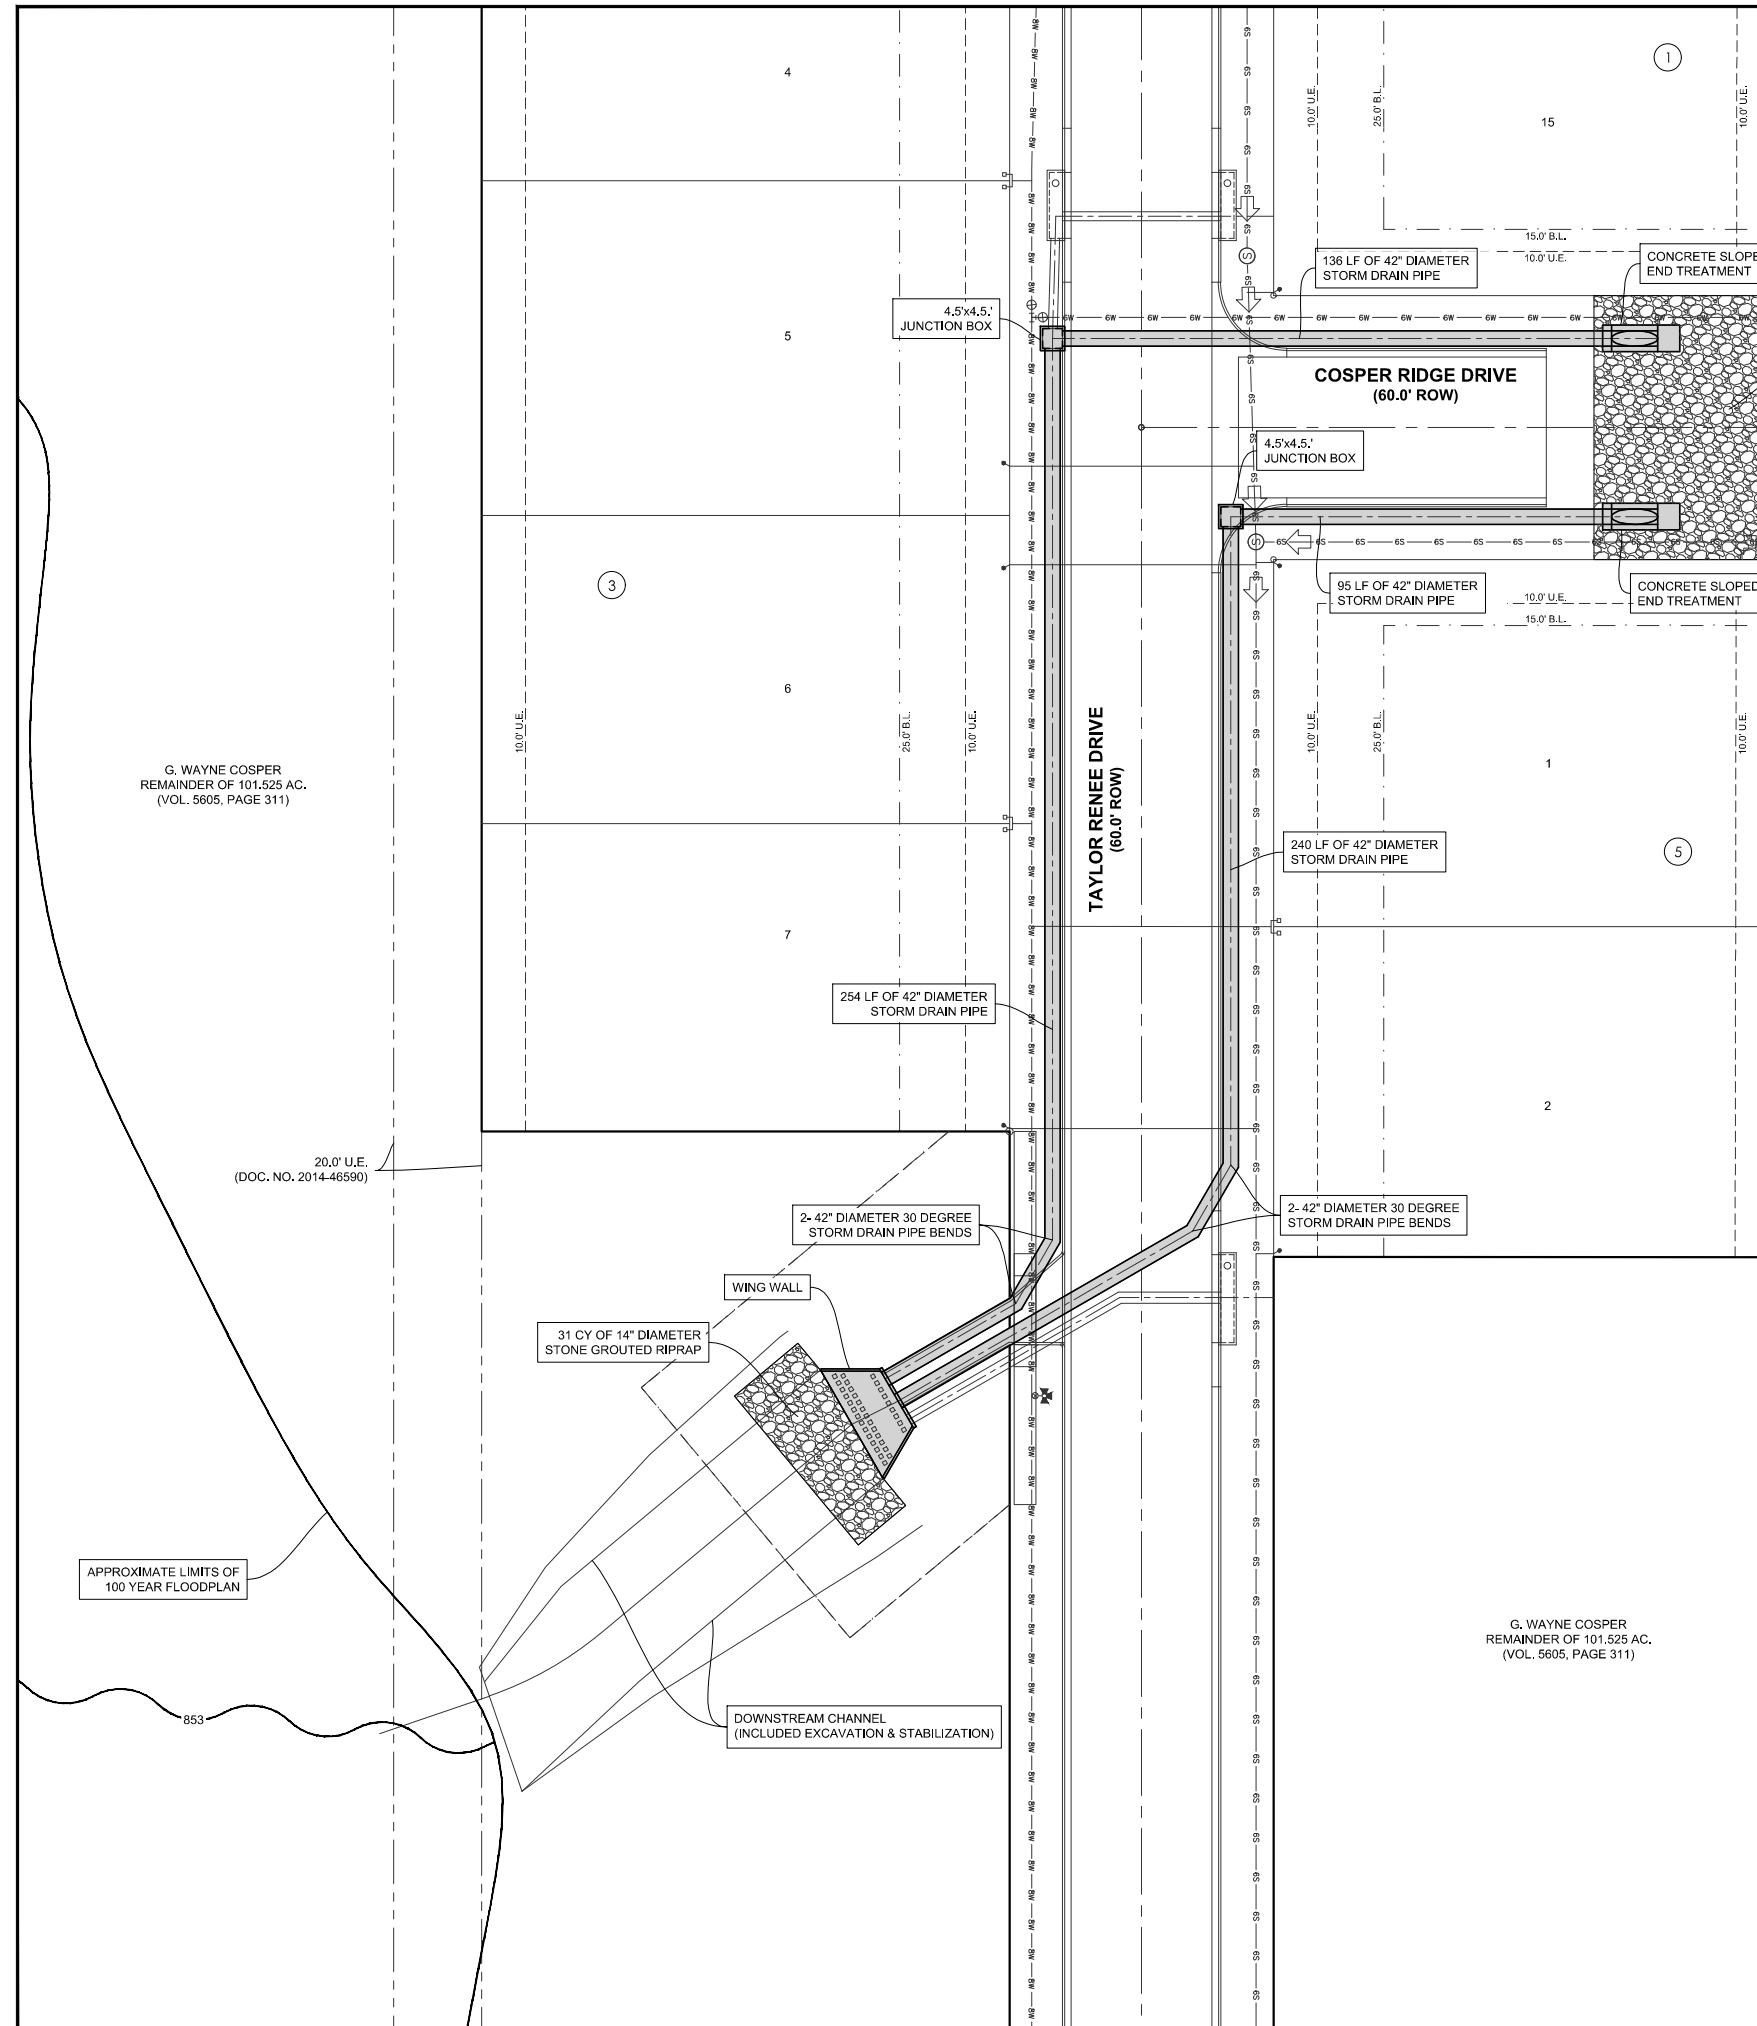 4
1
10.0' U.E.
25.0' B.L.
15
10.0' U.E.
15.0' B.L.
10.0' U.E.
136 LF OF 42" DIAMETER
STORM DRAIN PIPE
CONCRETE SLOPE
END TREATMENT
4.5'x4.5.'
JUNCTION BOX
5
6W
COSPER RIDGE DRIVE
(60.0' ROW)
4.5'x4.5.'
JUNCTION BOX
3
S
S
8W
6S
95 LF OF 42" DIAMETER
STORM DRAIN PIPE
CONCRETE SLOPED
END TREATMENT
10.0' U.E.
15.0' B.L.
6
10.0' U.E.
25.0' B.L.
10.0' U.E.
TAYLOR RENEE DRIVE
(60.0' ROW)
10.0' U.E.
25.0' B.L.
10.0' U.E.
1
G. WAYNE COSPER
REMAINDER OF 101.525 AC.
(VOL. 5605, PAGE 311)
240 LF OF 42" DIAMETER
STORM DRAIN PIPE
5
7
254 LF OF 42" DIAMETER
STORM DRAIN PIPE
2
20.0' U.E.
(DOC. NO. 2014-46590)
2- 42" DIAMETER 30 DEGREE
STORM DRAIN PIPE BENDS
2- 42" DIAMETER 30 DEGREE
STORM DRAIN PIPE BENDS
WING WALL
31 CY OF 14" DIAMETER
STONE GROUTED RIPRAP
APPROXIMATE LIMITS OF
100 YEAR FLOODPLAN
G. WAYNE COSPER
REMAINDER OF 101.525 AC.
(VOL. 5605, PAGE 311)
853
DOWNSTREAM CHANNEL
(INCLUDED EXCAVATION & STABILIZATION)